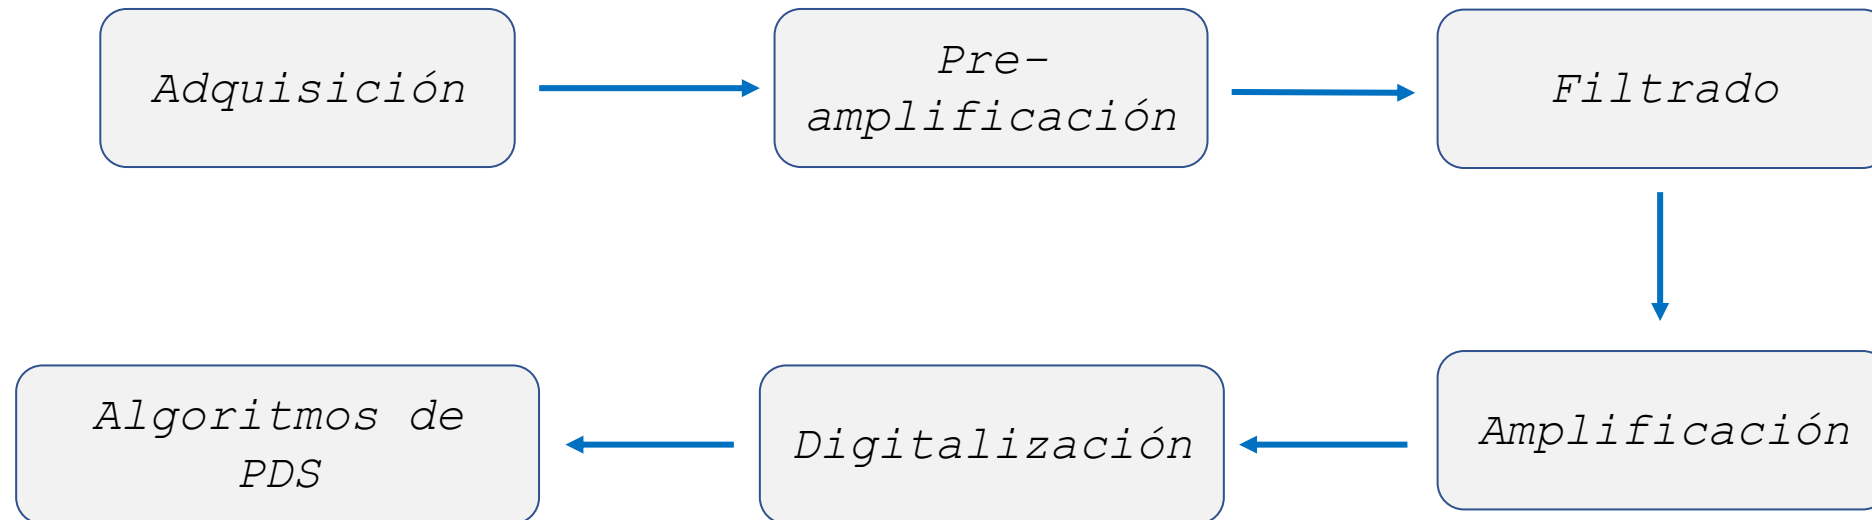 Adquisición
Pre-
amplificación
Filtrado
Amplificación
Digitalización
Algoritmos de
PDS